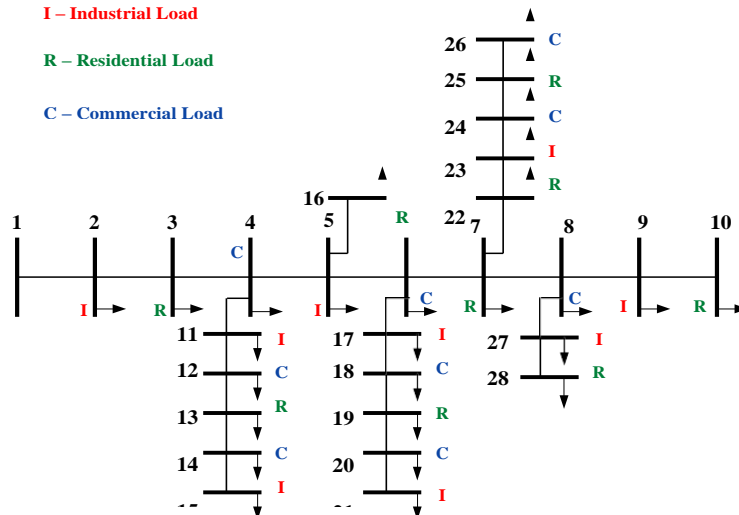 I – Industrial Load
R – Residential Load
C – Commercial Load
26 C
25 R
24 C
23 I
22 R
16 R
1 2 3 4 5 7 8 9 10
C
I R I C R C I R
11 I
12 C
13 R
14 C
I
17 I
18 C
19 R
20 C
I
27 I
28 R